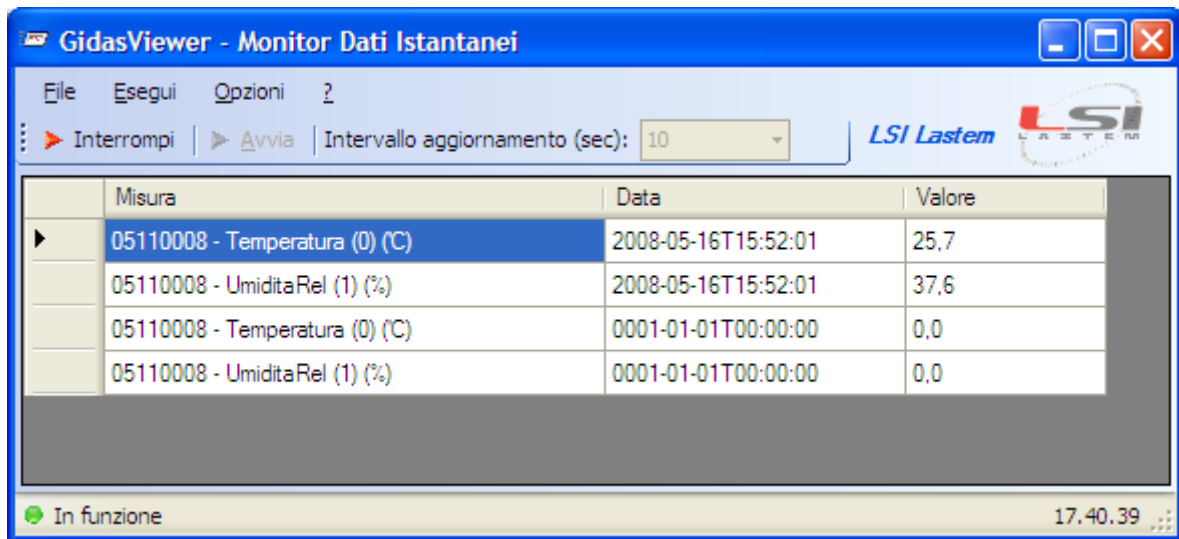 GidasViewer - Monitor Dati Istantanei
File Esegui Opzioni ?
Interrompi Avvia Intervallo aggiornamento (sec): 10 LSI Lastem LSI LASTEM
Misura Data Valore
05110008 - Temperatura (0) (°C) 2008-05-16T15:52:01 25,7
05110008 - UmiditaRel (1) (%) 2008-05-16T15:52:01 37,6
05110008 - Temperatura (0) (°C) 0001-01-01T00:00:00 0,0
05110008 - UmiditaRel (1) (%) 0001-01-01T00:00:00 0,0
In funzione 17.40.39